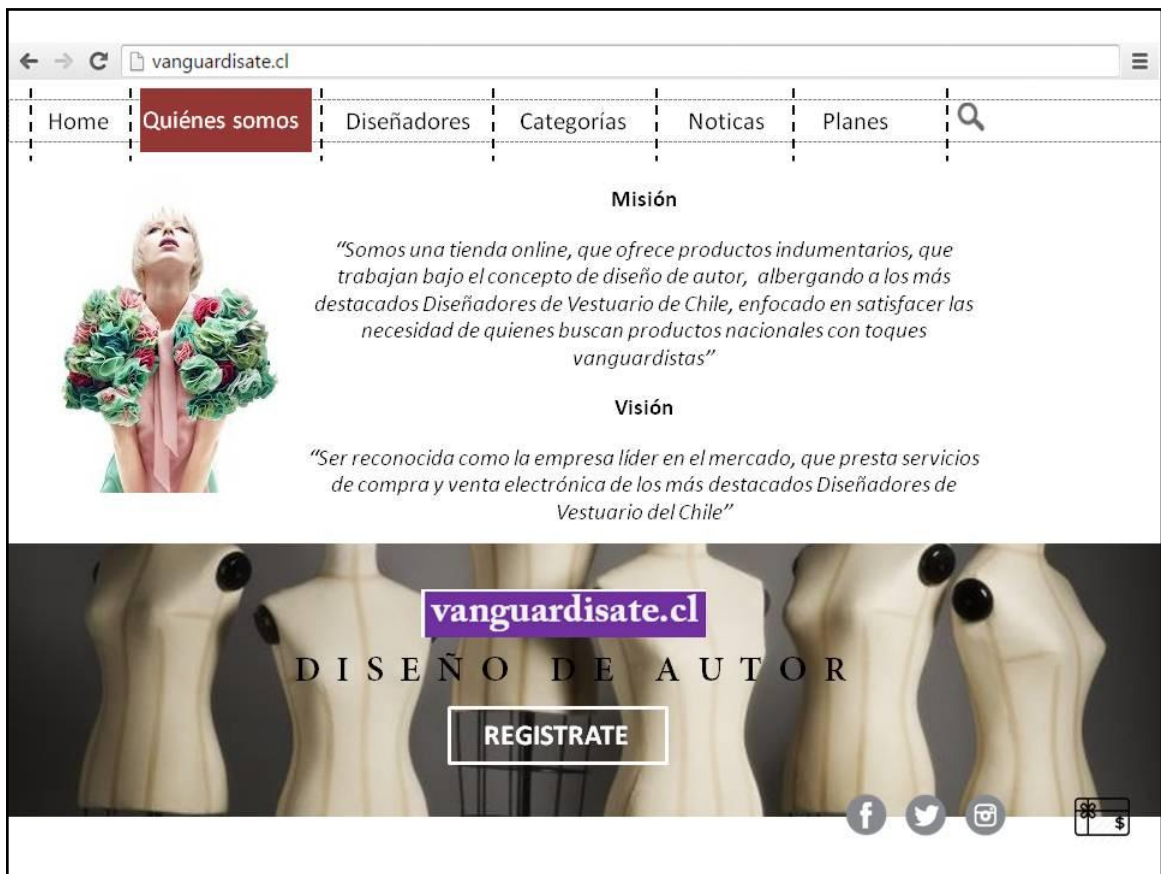 vanguardisate.cl
Home Quiénes somos Diseñadores Categorías Noticas Planes
Misión
“Somos una tienda online, que ofrece productos indumentarios, que
trabajan bajo el concepto de diseño de autor, albergando a los más
destacados Diseñadores de Vestuario de Chile, enfocado en satisfacer las
necesidad de quienes buscan productos nacionales con toques
vanguardistas”
Visión
“Ser reconocida como la empresa líder en el mercado, que presta servicios
de compra y venta electrónica de los más destacados Diseñadores de
Vestuario del Chile”
vanguardisate.cl
DISEÑO DE AUTOR
REGISTRATE
$